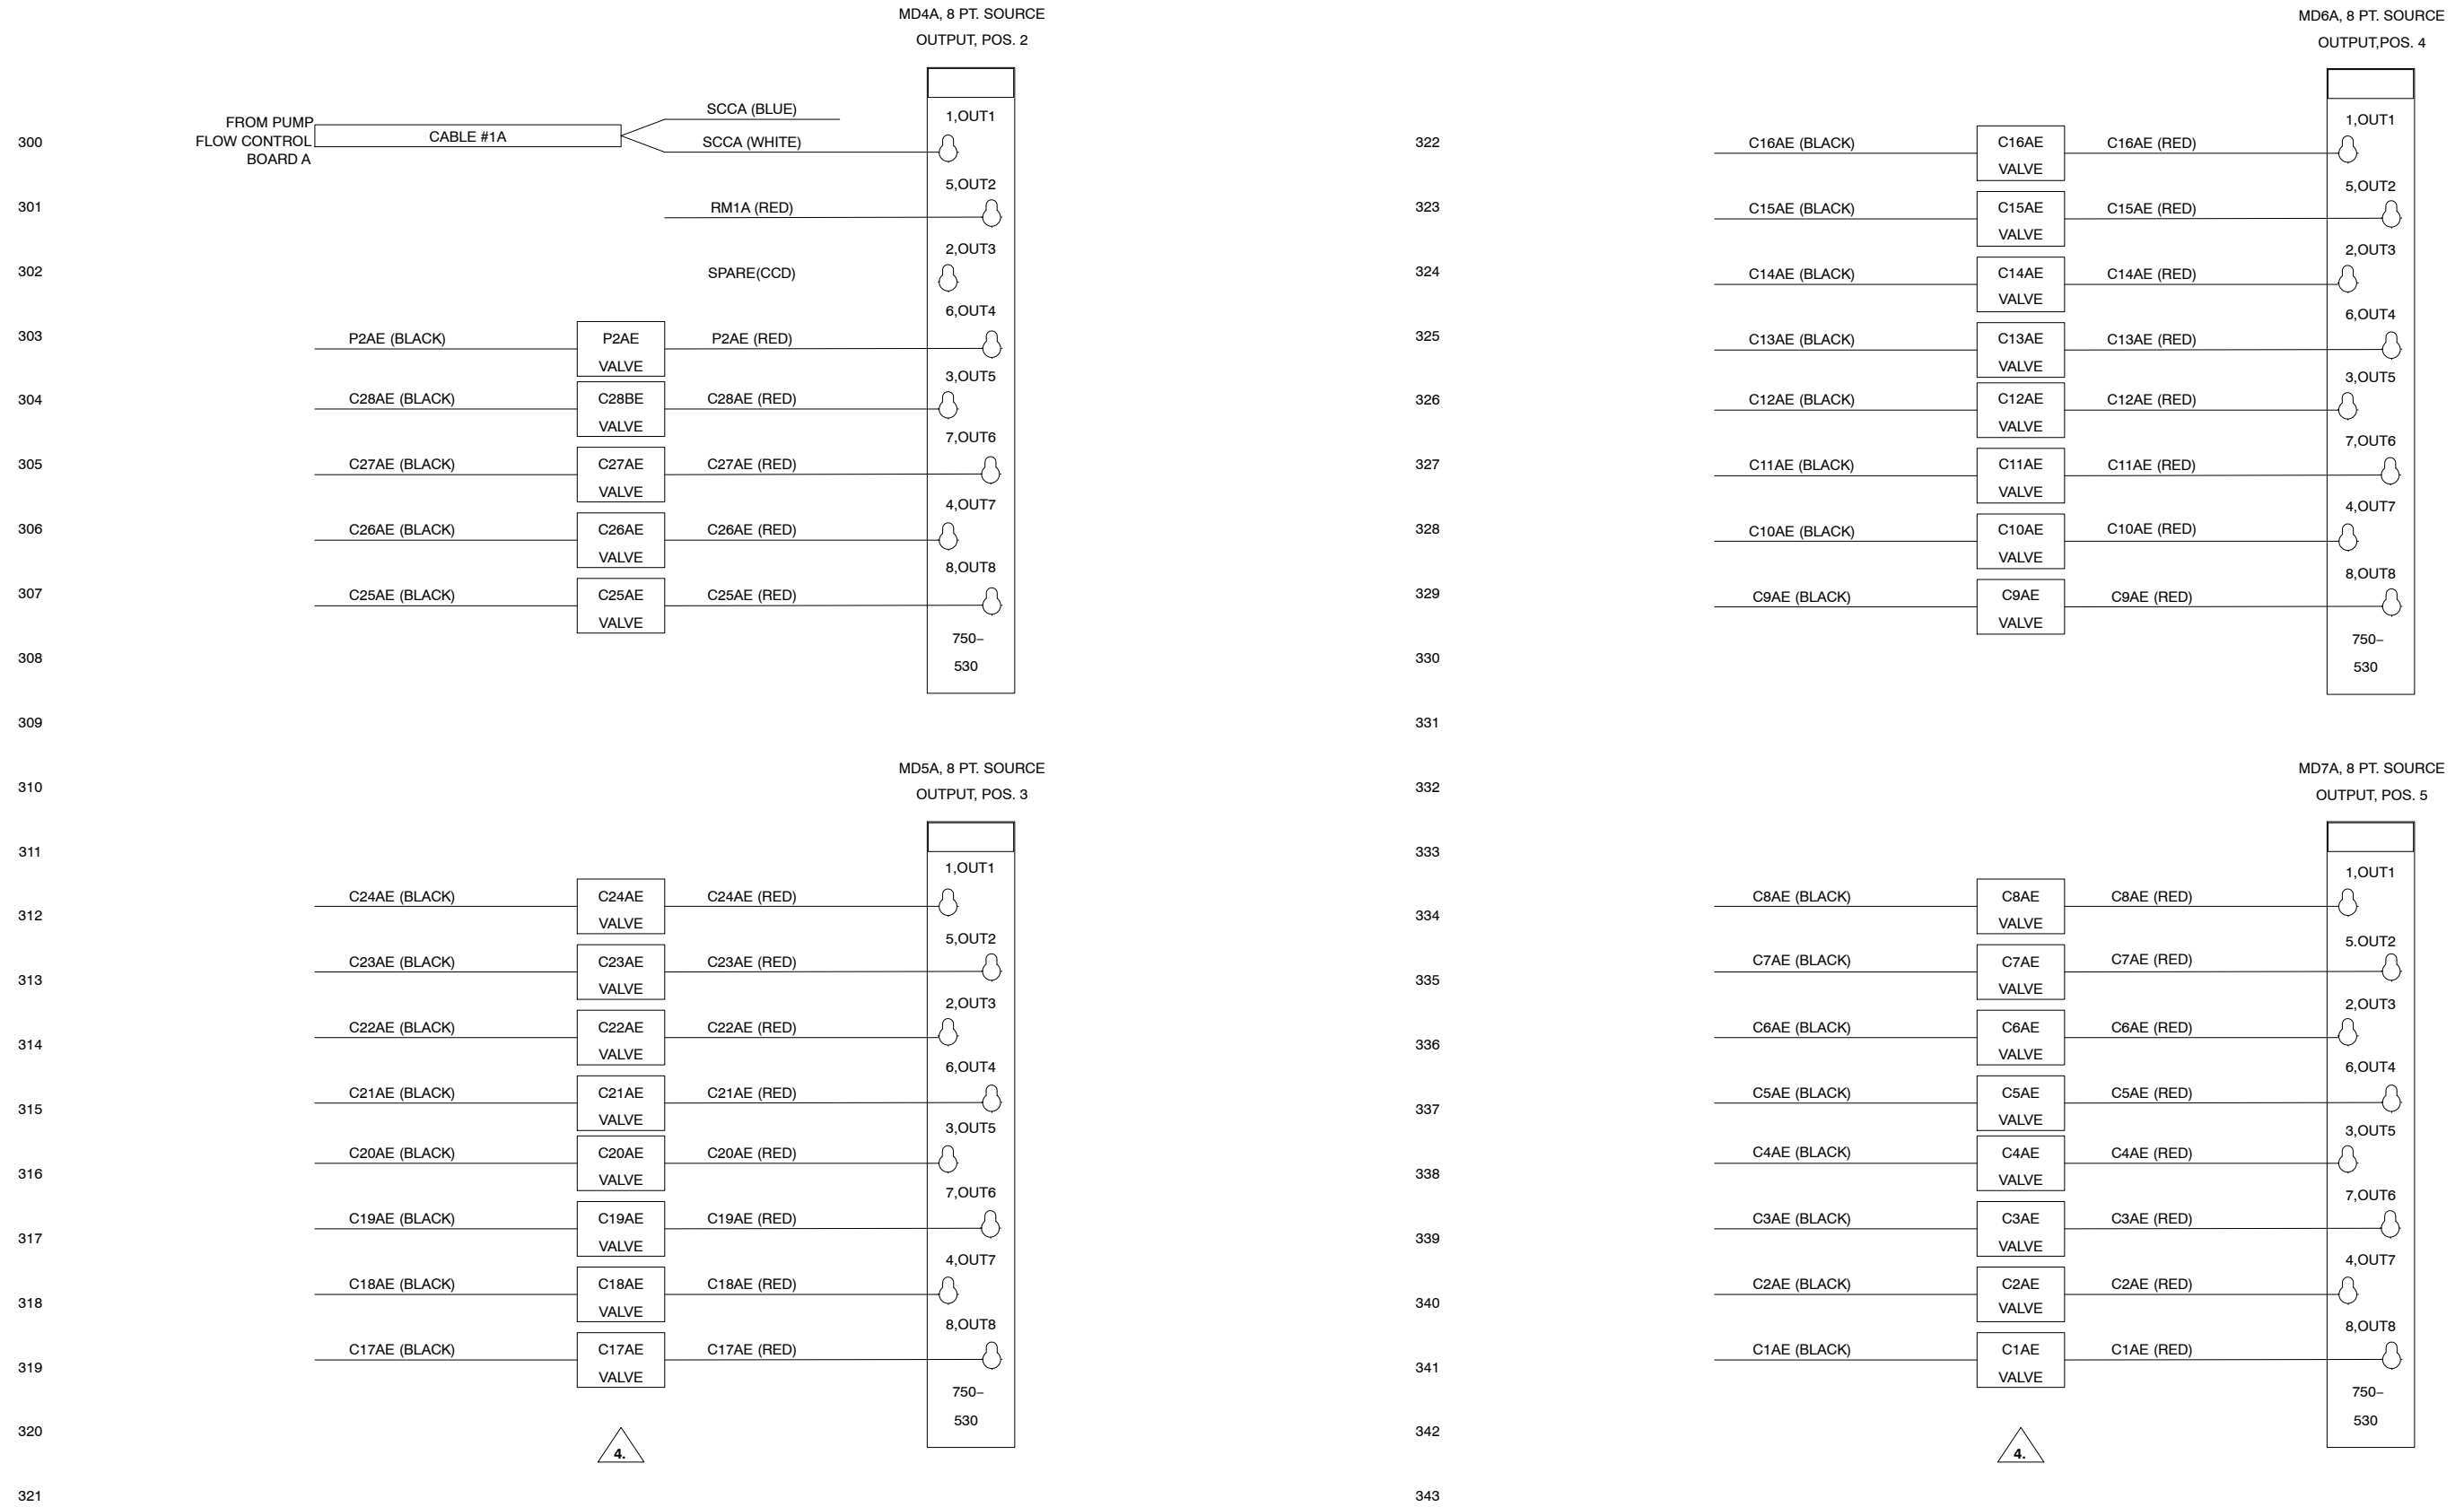 MD4A, 8 PT. SOURCE
OUTPUT, POS. 2
FROM PUMP
FLOW CONTROL
BOARD A
CABLE #1A
SCCA (BLUE)
SCCA (WHITE)
1,OUT1
300
5,OUT2
301
RM1A (RED)
2,OUT3
302
SPARE(CCD)
6,OUT4
303
P2AE (BLACK)
P2AE
VALVE
P2AE (RED)
3,OUT5
304
C28AE (BLACK)
C28BE
VALVE
C28AE (RED)
7,OUT6
305
C27AE (BLACK)
C27AE
VALVE
C27AE (RED)
4,OUT7
306
C26AE (BLACK)
C26AE
VALVE
C26AE (RED)
8,OUT8
307
C25AE (BLACK)
C25AE
VALVE
C25AE (RED)
750–
530
308
309
MD5A, 8 PT. SOURCE
OUTPUT, POS. 3
310
311
1,OUT1
312
C24AE (BLACK)
C24AE
VALVE
C24AE (RED)
5,OUT2
313
C23AE (BLACK)
C23AE
VALVE
C23AE (RED)
2,OUT3
314
C22AE (BLACK)
C22AE
VALVE
C22AE (RED)
6,OUT4
315
C21AE (BLACK)
C21AE
VALVE
C21AE (RED)
3,OUT5
316
C20AE (BLACK)
C20AE
VALVE
C20AE (RED)
7,OUT6
317
C19AE (BLACK)
C19AE
VALVE
C19AE (RED)
4,OUT7
318
C18AE (BLACK)
C18AE
VALVE
C18AE (RED)
8,OUT8
319
C17AE (BLACK)
C17AE
VALVE
C17AE (RED)
750–
530
320
4.
321
MD6A, 8 PT. SOURCE
OUTPUT,POS. 4
1,OUT1
322
C16AE (BLACK)
C16AE
VALVE
C16AE (RED)
5,OUT2
323
C15AE (BLACK)
C15AE
VALVE
C15AE (RED)
2,OUT3
324
C14AE (BLACK)
C14AE
VALVE
C14AE (RED)
6,OUT4
325
C13AE (BLACK)
C13AE
VALVE
C13AE (RED)
3,OUT5
326
C12AE (BLACK)
C12AE
VALVE
C12AE (RED)
7,OUT6
327
C11AE (BLACK)
C11AE
VALVE
C11AE (RED)
4,OUT7
328
C10AE (BLACK)
C10AE
VALVE
C10AE (RED)
8,OUT8
329
C9AE (BLACK)
C9AE
VALVE
C9AE (RED)
750–
530
330
331
MD7A, 8 PT. SOURCE
OUTPUT, POS. 5
332
333
1,OUT1
334
C8AE (BLACK)
C8AE
VALVE
C8AE (RED)
5.OUT2
335
C7AE (BLACK)
C7AE
VALVE
C7AE (RED)
2,OUT3
336
C6AE (BLACK)
C6AE
VALVE
C6AE (RED)
6,OUT4
337
C5AE (BLACK)
C5AE
VALVE
C5AE (RED)
3,OUT5
338
C4AE (BLACK)
C4AE
VALVE
C4AE (RED)
7,OUT6
339
C3AE (BLACK)
C3AE
VALVE
C3AE (RED)
4,OUT7
340
C2AE (BLACK)
C2AE
VALVE
C2AE (RED)
8,OUT8
341
C1AE (BLACK)
C1AE
VALVE
C1AE (RED)
750–
530
342
4.
343